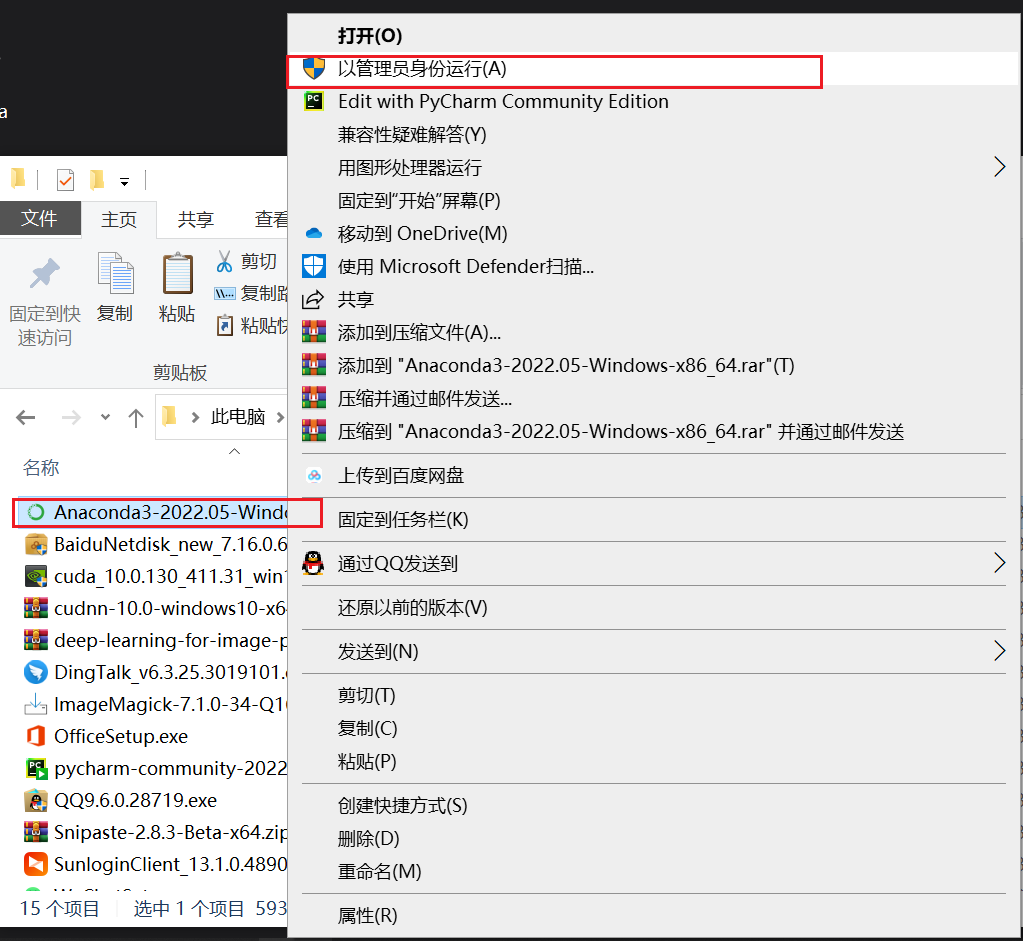 a
文件
主页
共享
查看
固定到快
速访问
复制
粘贴
剪切
复制路
粘贴快
剪贴板
此电脑
名称
Anaconda3-2022.05-Windo
BaiduNetdisk_new_7.16.0.6
cuda_10.0.130_411.31_win1
cudnn-10.0-windows10-x6
deep-learning-for-image-p
DingTalk_v6.3.25.3019101.
ImageMagick-7.1.0-34-Q16
OfficeSetup.exe
pycharm-community-2022
QQ9.6.0.28719.exe
Snipaste-2.8.3-Beta-x64.zip
SunloginClient_13.1.0.4890
15 个项目
选中 1 个项目
593
打开(O)
以管理员身份运行(A)
Edit with PyCharm Community Edition
兼容性疑难解答(Y)
用图形处理器运行
固定到"开始"屏幕(P)
移动到 OneDrive(M)
使用 Microsoft Defender扫描...
共享
添加到压缩文件(A)...
添加到 "Anaconda3-2022.05-Windows-x86_64.rar"(T)
压缩并通过邮件发送...
压缩到 "Anaconda3-2022.05-Windows-x86_64.rar" 并通过邮件发送
上传到百度网盘
固定到任务栏(K)
通过QQ发送到
还原以前的版本(V)
发送到(N)
剪切(T)
复制(C)
粘贴(P)
创建快捷方式(S)
删除(D)
重命名(M)
属性(R)